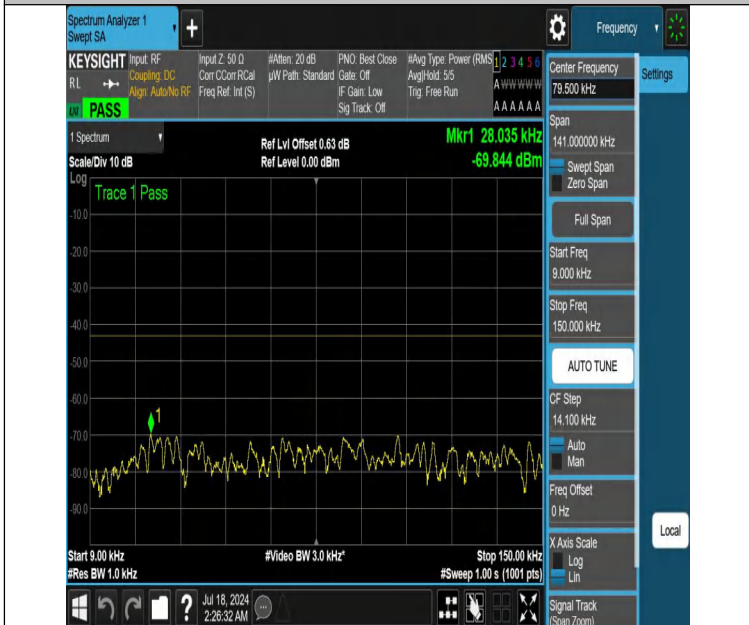 Spectrum Analyzer 1
Swept SA
Frequency
KEYSIGHT
RL
PASS
Input: RF
Coupling: DC
Align: Auto/No RF
Input Z: 50 Ω
Corr CCorr RCal
Freq Ref: Int (S)
#Atten: 20 dB
µW Path: Standard
PNO: Best Close
Gate: Off
IF Gain: Low
Sig Track: Off
#Avg Type: Power (RMS
Avg|Hold: 5/5
Trig: Free Run
1 2 3 4 5 6
A W W W W W
A A A A A A
1 Spectrum
Scale/Div 10 dB
Ref Lvl Offset 0.63 dB
Ref Level 0.00 dBm
Mkr1 28.035 kHz
-69.844 dBm
Log
Trace 1 Pass
-10.0
-20.0
-30.0
-40.0
-50.0
-60.0
-70.0
-80.0
-90.0
1
Start 9.00 kHz
#Res BW 1.0 kHz
#Video BW 3.0 kHz*
Stop 150.00 kHz
#Sweep 1.00 s (1001 pts)
Jul 18, 2024
2:26:32 AM
Center Frequency
79.500 kHz
Settings
Span
141.000000 kHz
Swept Span
Zero Span
Full Span
Start Freq
9.000 kHz
Stop Freq
150.000 kHz
AUTO TUNE
CF Step
14.100 kHz
Auto
Man
Freq Offset
0 Hz
X Axis Scale
Log
Lin
Local
Signal Track
(Span Zoom)